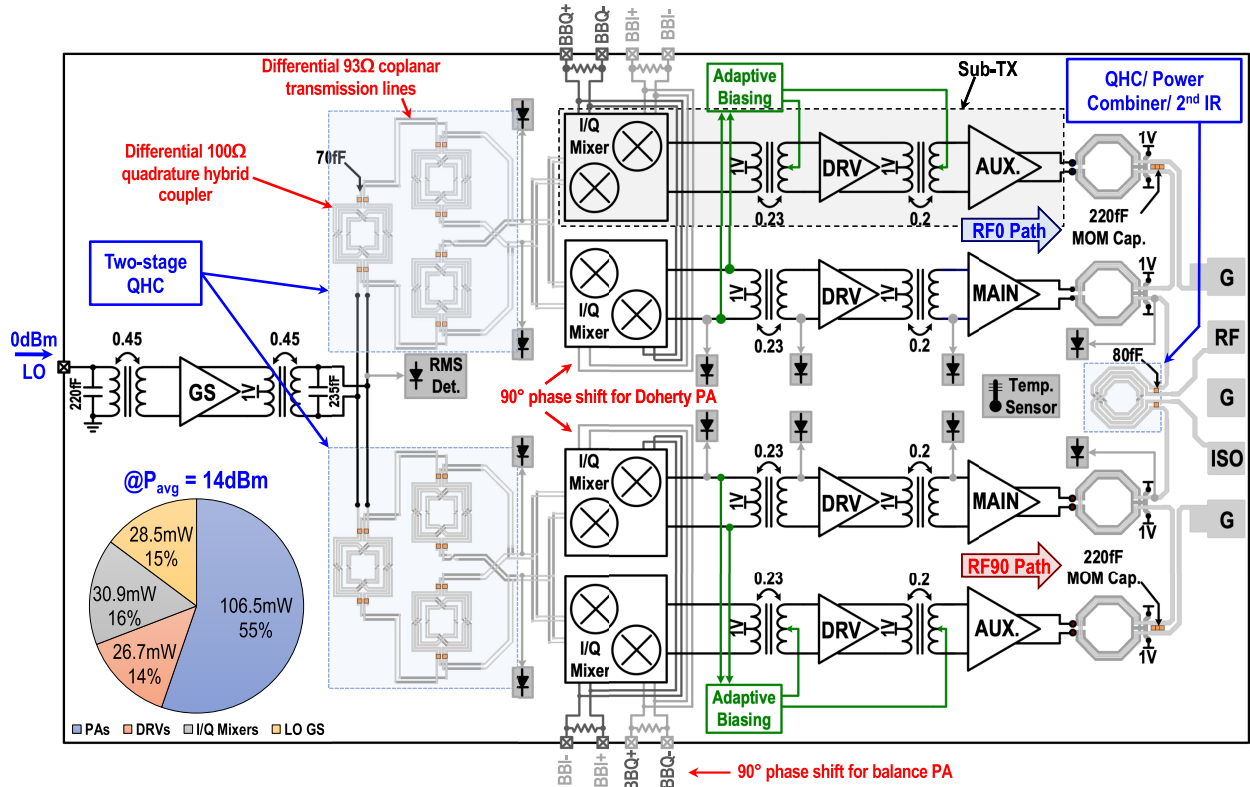 BBQ+
BBQ-
BBI+
BBI-
Differential 93Ω coplanar
transmission lines
Adaptive
Biasing
Sub-TX
QHC/ Power
Combiner/ 2nd IR
70fF
Differential 100Ω
quadrature hybrid
coupler
I/Q
Mixer
1V
0.23
DRV
1V
0.2
AUX.
1V
220fF
MOM Cap.
RF0 Path
G
Two-stage
QHC
I/Q
Mixer
1V
0.23
DRV
1V
0.2
MAIN
1V
RF
0dBm
LO
220fF
0.45
GS
1V
0.45
235fF
RMS
Det.
90° phase shift for Doherty PA
Temp.
Sensor
80fF
G
ISO
I/Q
Mixer
1V
0.23
DRV
1V
0.2
MAIN
1V
G
RF90 Path
220fF
MOM Cap.
I/Q
Mixer
1V
0.23
DRV
1V
0.2
AUX.
1V
Adaptive
Biasing
@Pavg = 14dBm
28.5mW
15%
30.9mW
16%
26.7mW
14%
106.5mW
55%
PAs DRVs I/Q Mixers LO GS
BBI-
BBI+
BBQ+
BBQ-
90° phase shift for balance PA